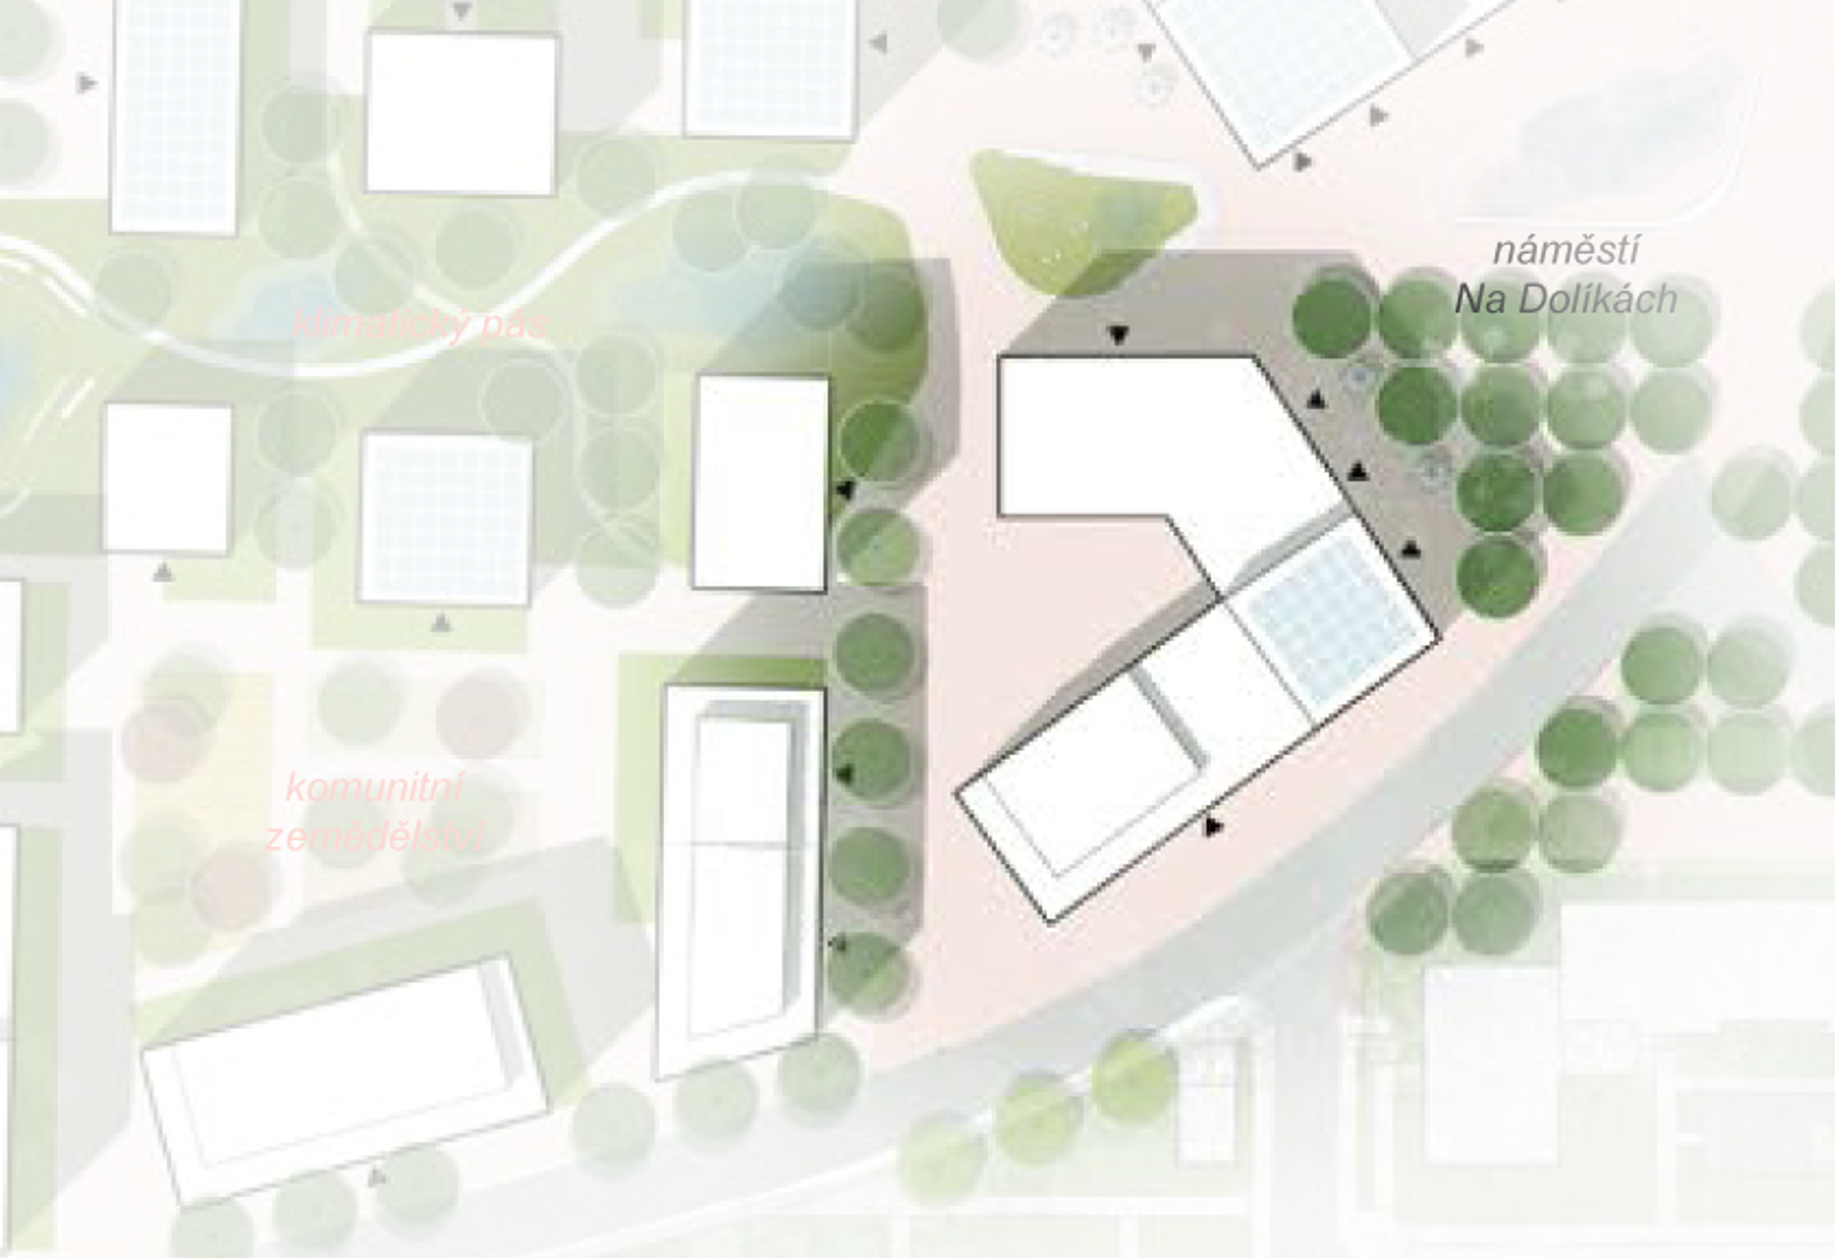 náměstí
Na Dolíkách
klimatický pás
komunitní
zemědělství